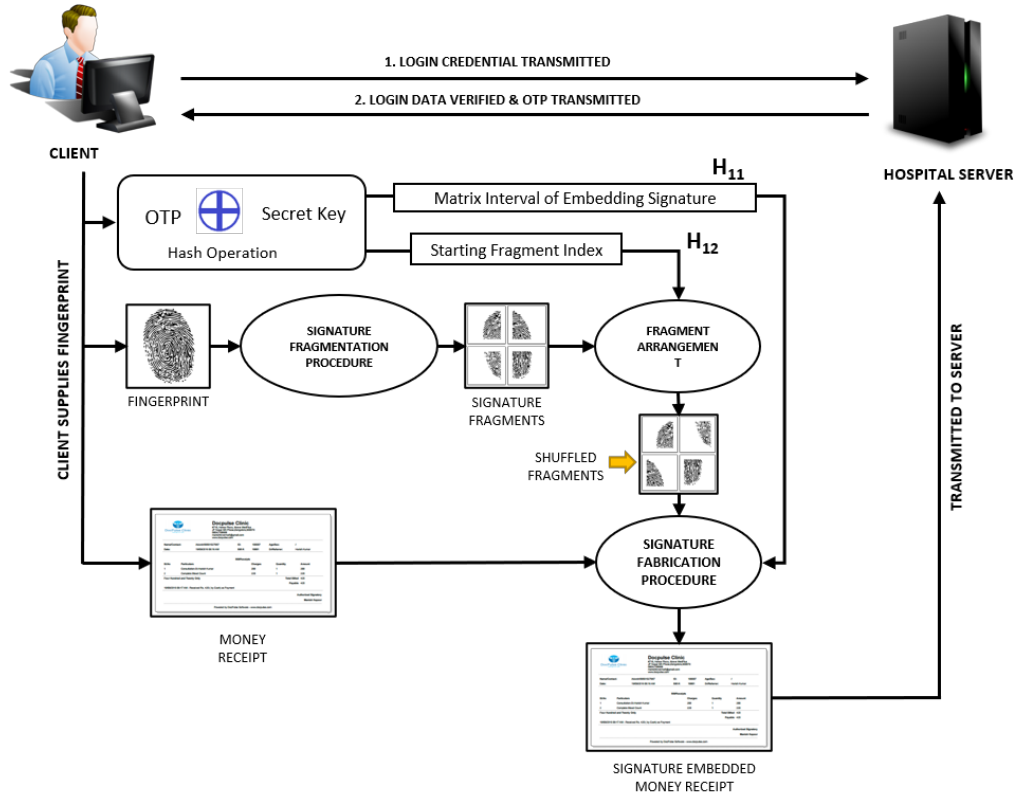 1. LOGIN CREDENTIAL TRANSMITTED
2. LOGIN DATA VERIFIED & OTP TRANSMITTED
CLIENT
HOSPITAL SERVER
H11
Matrix Interval of Embedding Signature
OTP
Secret Key
Hash Operation
Starting Fragment Index
H12
CLIENT SUPPLIES FINGERPRINT
SIGNATURE
FRAGMENTATION
PROCEDURE
FRAGMENT
ARRANGEMEN
T
FINGERPRINT
SIGNATURE
FRAGMENTS
SHUFFLED
FRAGMENTS
TRANSMITTED TO SERVER
Docpulse Clinic
SIGNATURE
FABRICATION
PROCEDURE
MONEY
RECEIPT
Docpulse Clinic
SIGNATURE EMBEDDED
MONEY RECEIPT